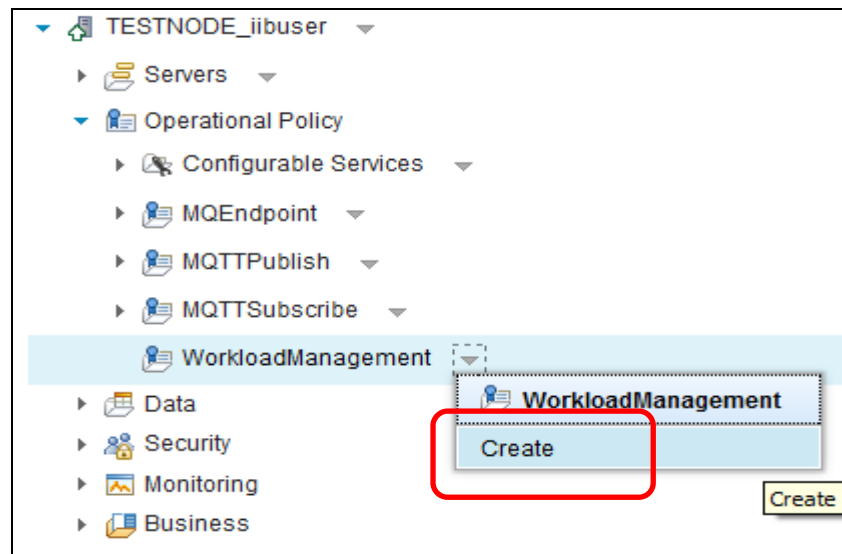 TESTNODE_iibuser
Servers
Operational Policy
Configurable Services
MQEndpoint
MQTTPublish
MQTTSubscribe
WorkloadManagement
WorkloadManagement
Data
Security
Create
Monitoring
Create
Business